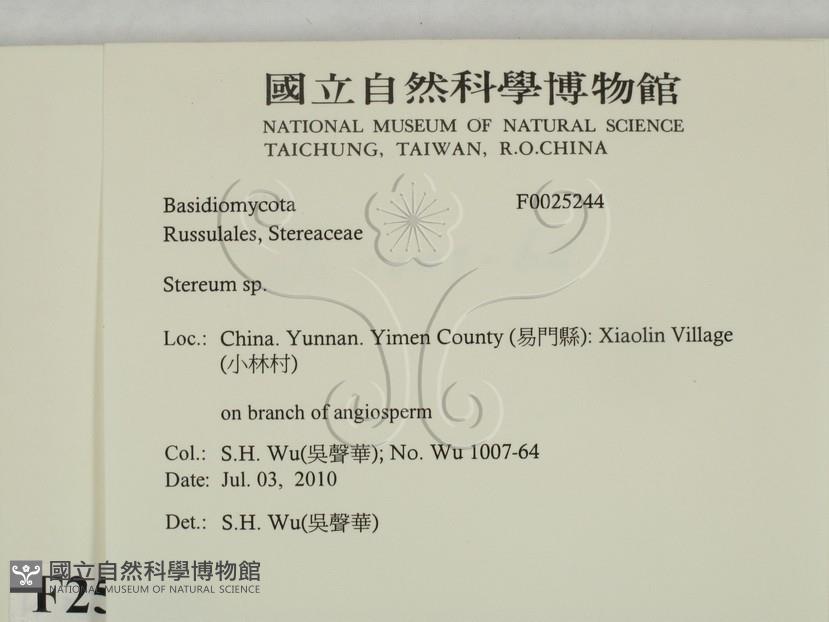 國立自然科學博物館
NATIONAL MUSEUM OF NATURAL SCIENCE
TAICHUNG, TAIWAN, R.O.CHINA
Basidiomycota F0025244
Russulales, Stereaceae
Stereum sp.
Loc.: China. Yunnan. Yimen County (易門縣): Xiaolin Village
(小林村)
on branch of angiosperm
Col.: S.H. Wu(吳聲華); No. Wu 1007-64
Date: Jul. 03, 2010
Det.: S.H. Wu(吳聲華)
國立自然科學博物館
NATIONAL MUSEUM OF NATURAL SCIENCE
F25